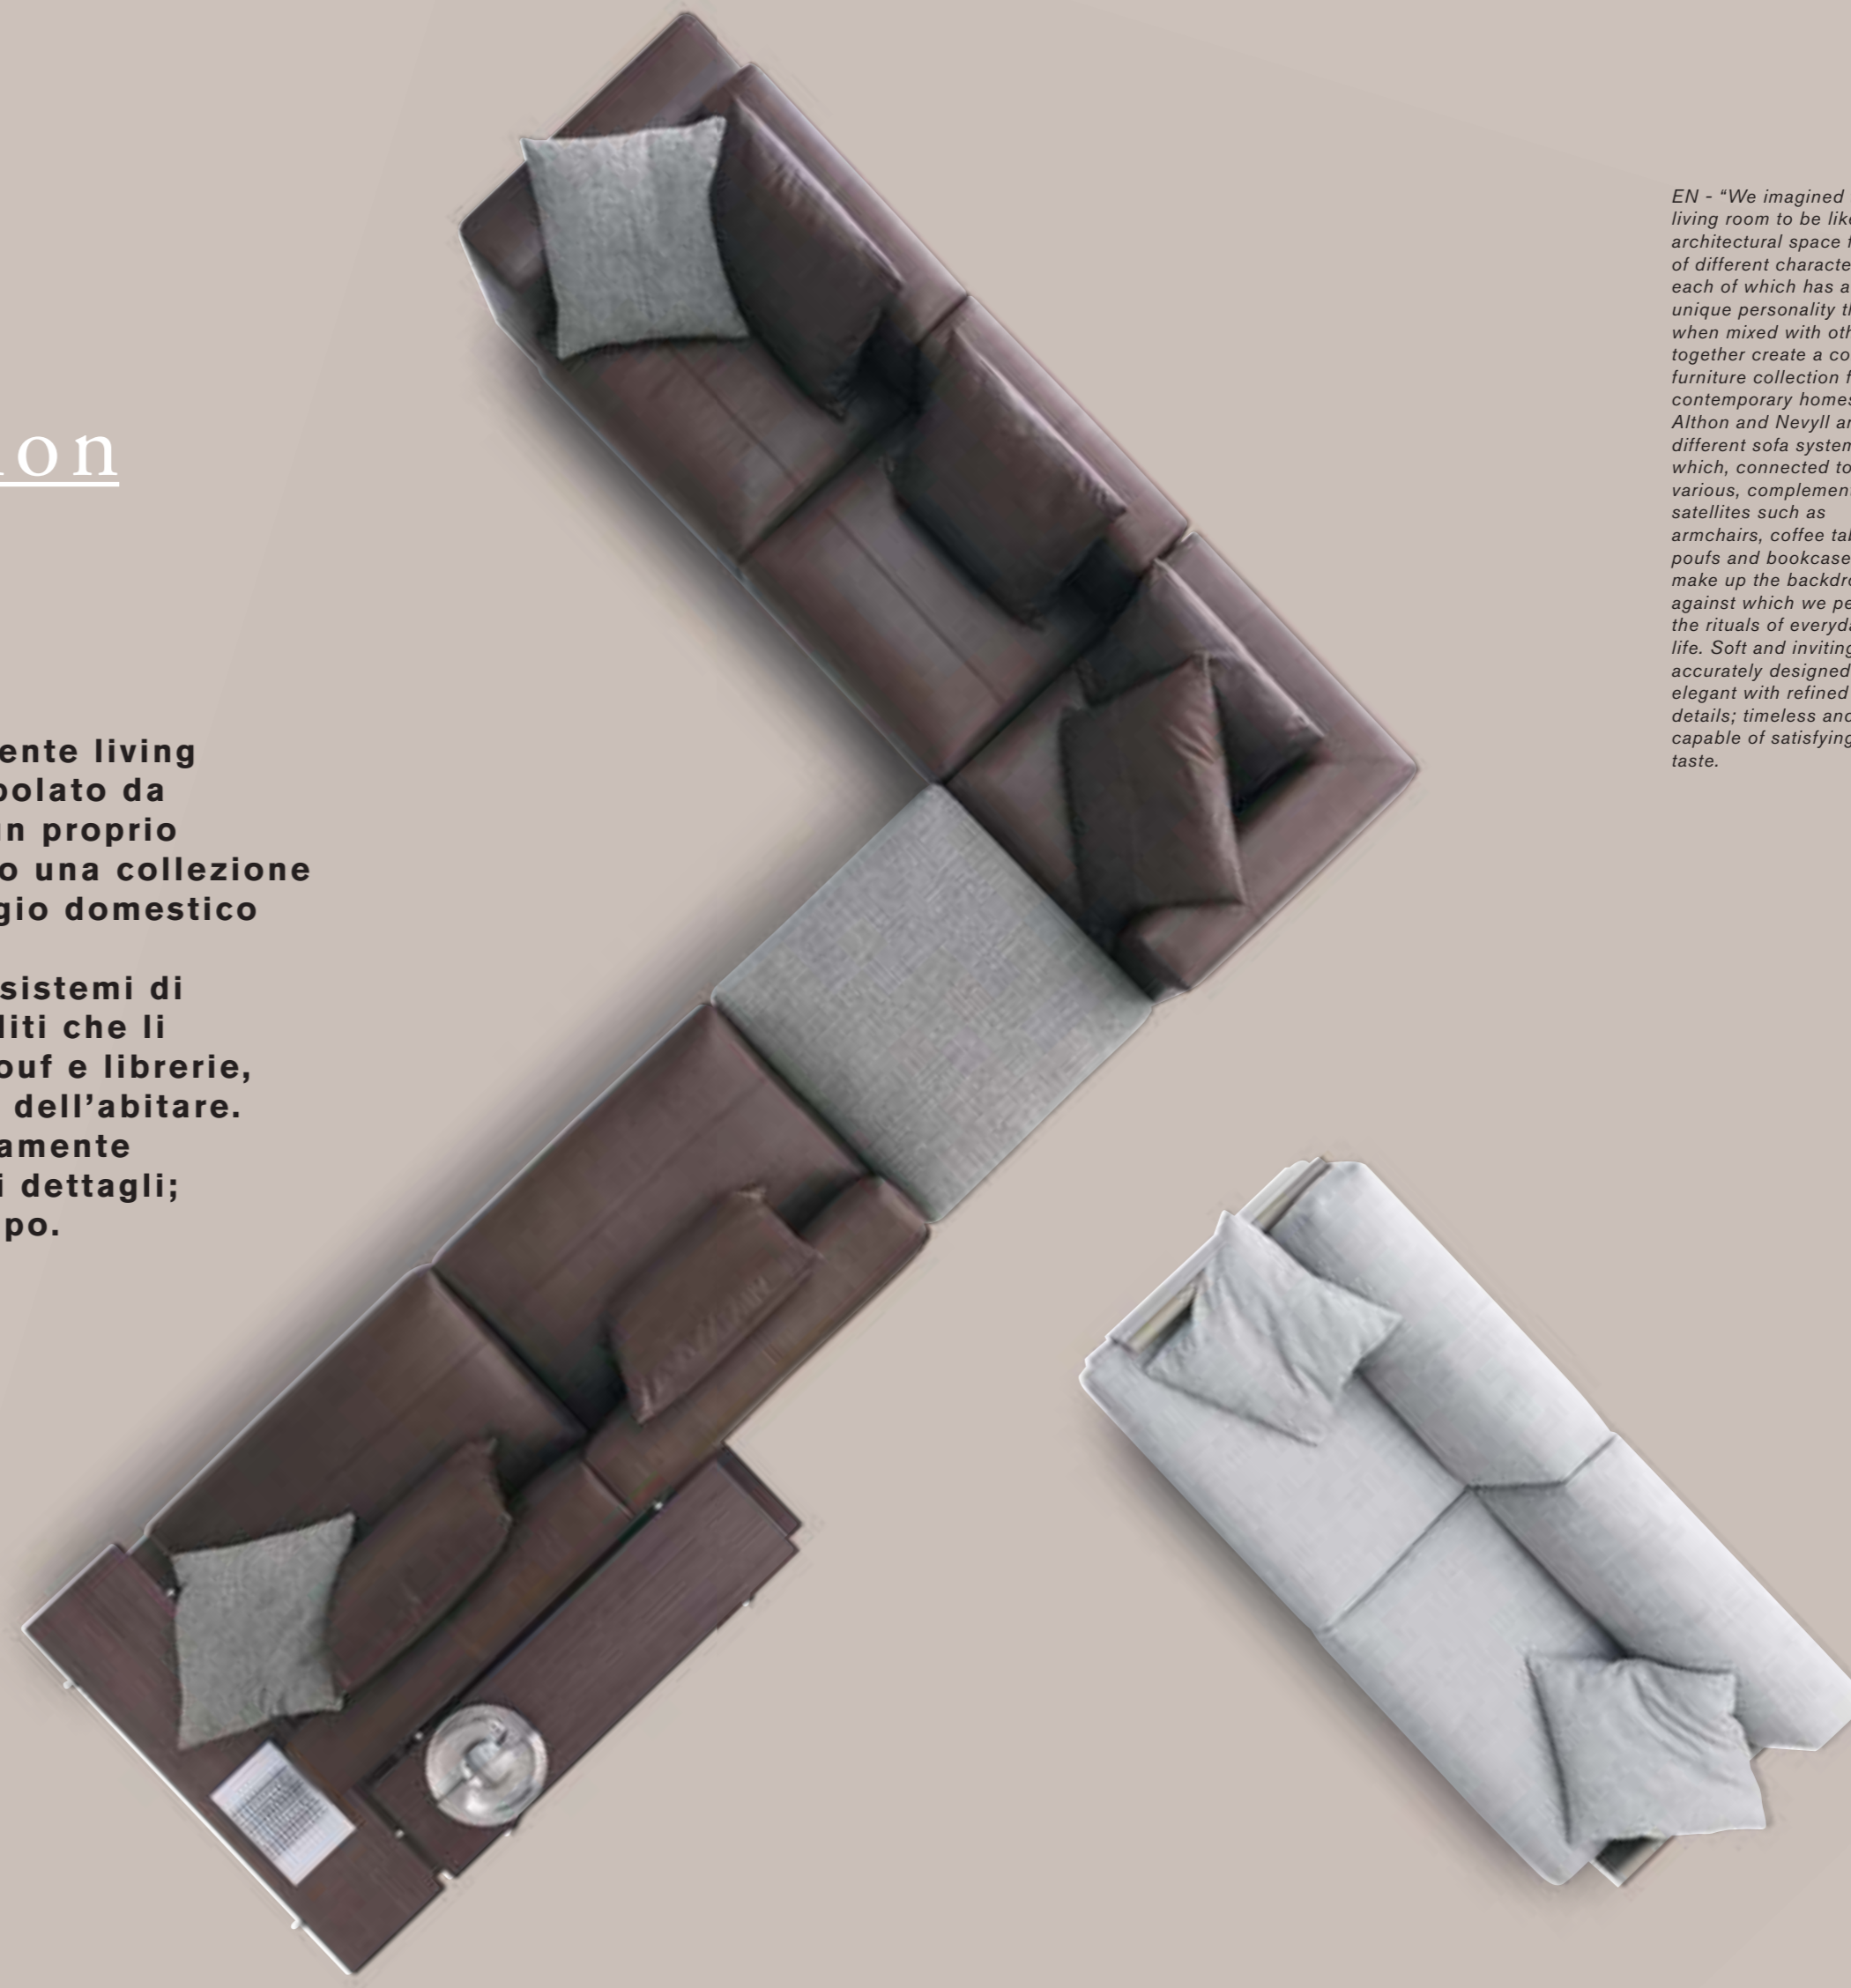 on
ente living
polato da
un proprio
o una collezione
gio domestico
sistemi di
liti che li
ouf e librerie,
dell’abitare.
amente
i dettagli;
po.
EN - “We imagined
living room to be like
architectural space f
of different characte
each of which has a
unique personality th
when mixed with oth
together create a co
furniture collection f
contemporary homes
Althon and Nevyll ar
different sofa system
which, connected to
various, complement
satellites such as
armchairs, coffee tab
poufs and bookcase
make up the backdro
against which we pe
the rituals of everyda
life. Soft and inviting
accurately designed
elegant with refined
details; timeless and
capable of satisfying
taste.